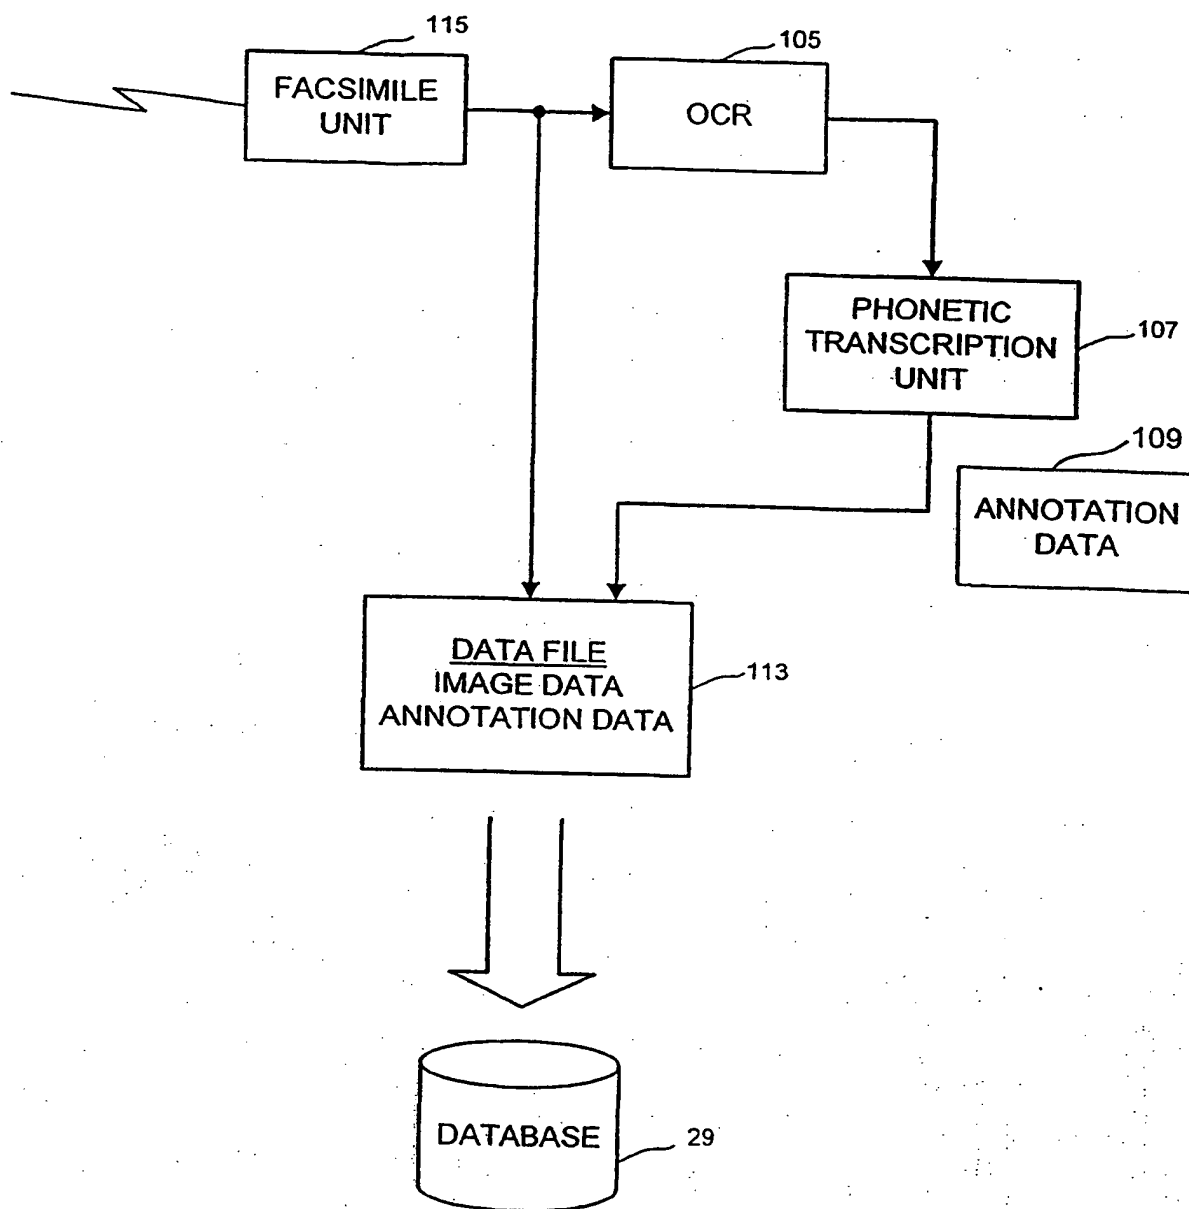 115
FACSIMILE
UNIT
105
OCR
PHONETIC
TRANSCRIPTION
UNIT
107
109
ANNOTATION
DATA
DATA FILE
IMAGE DATA
ANNOTATION DATA
113
DATABASE
29